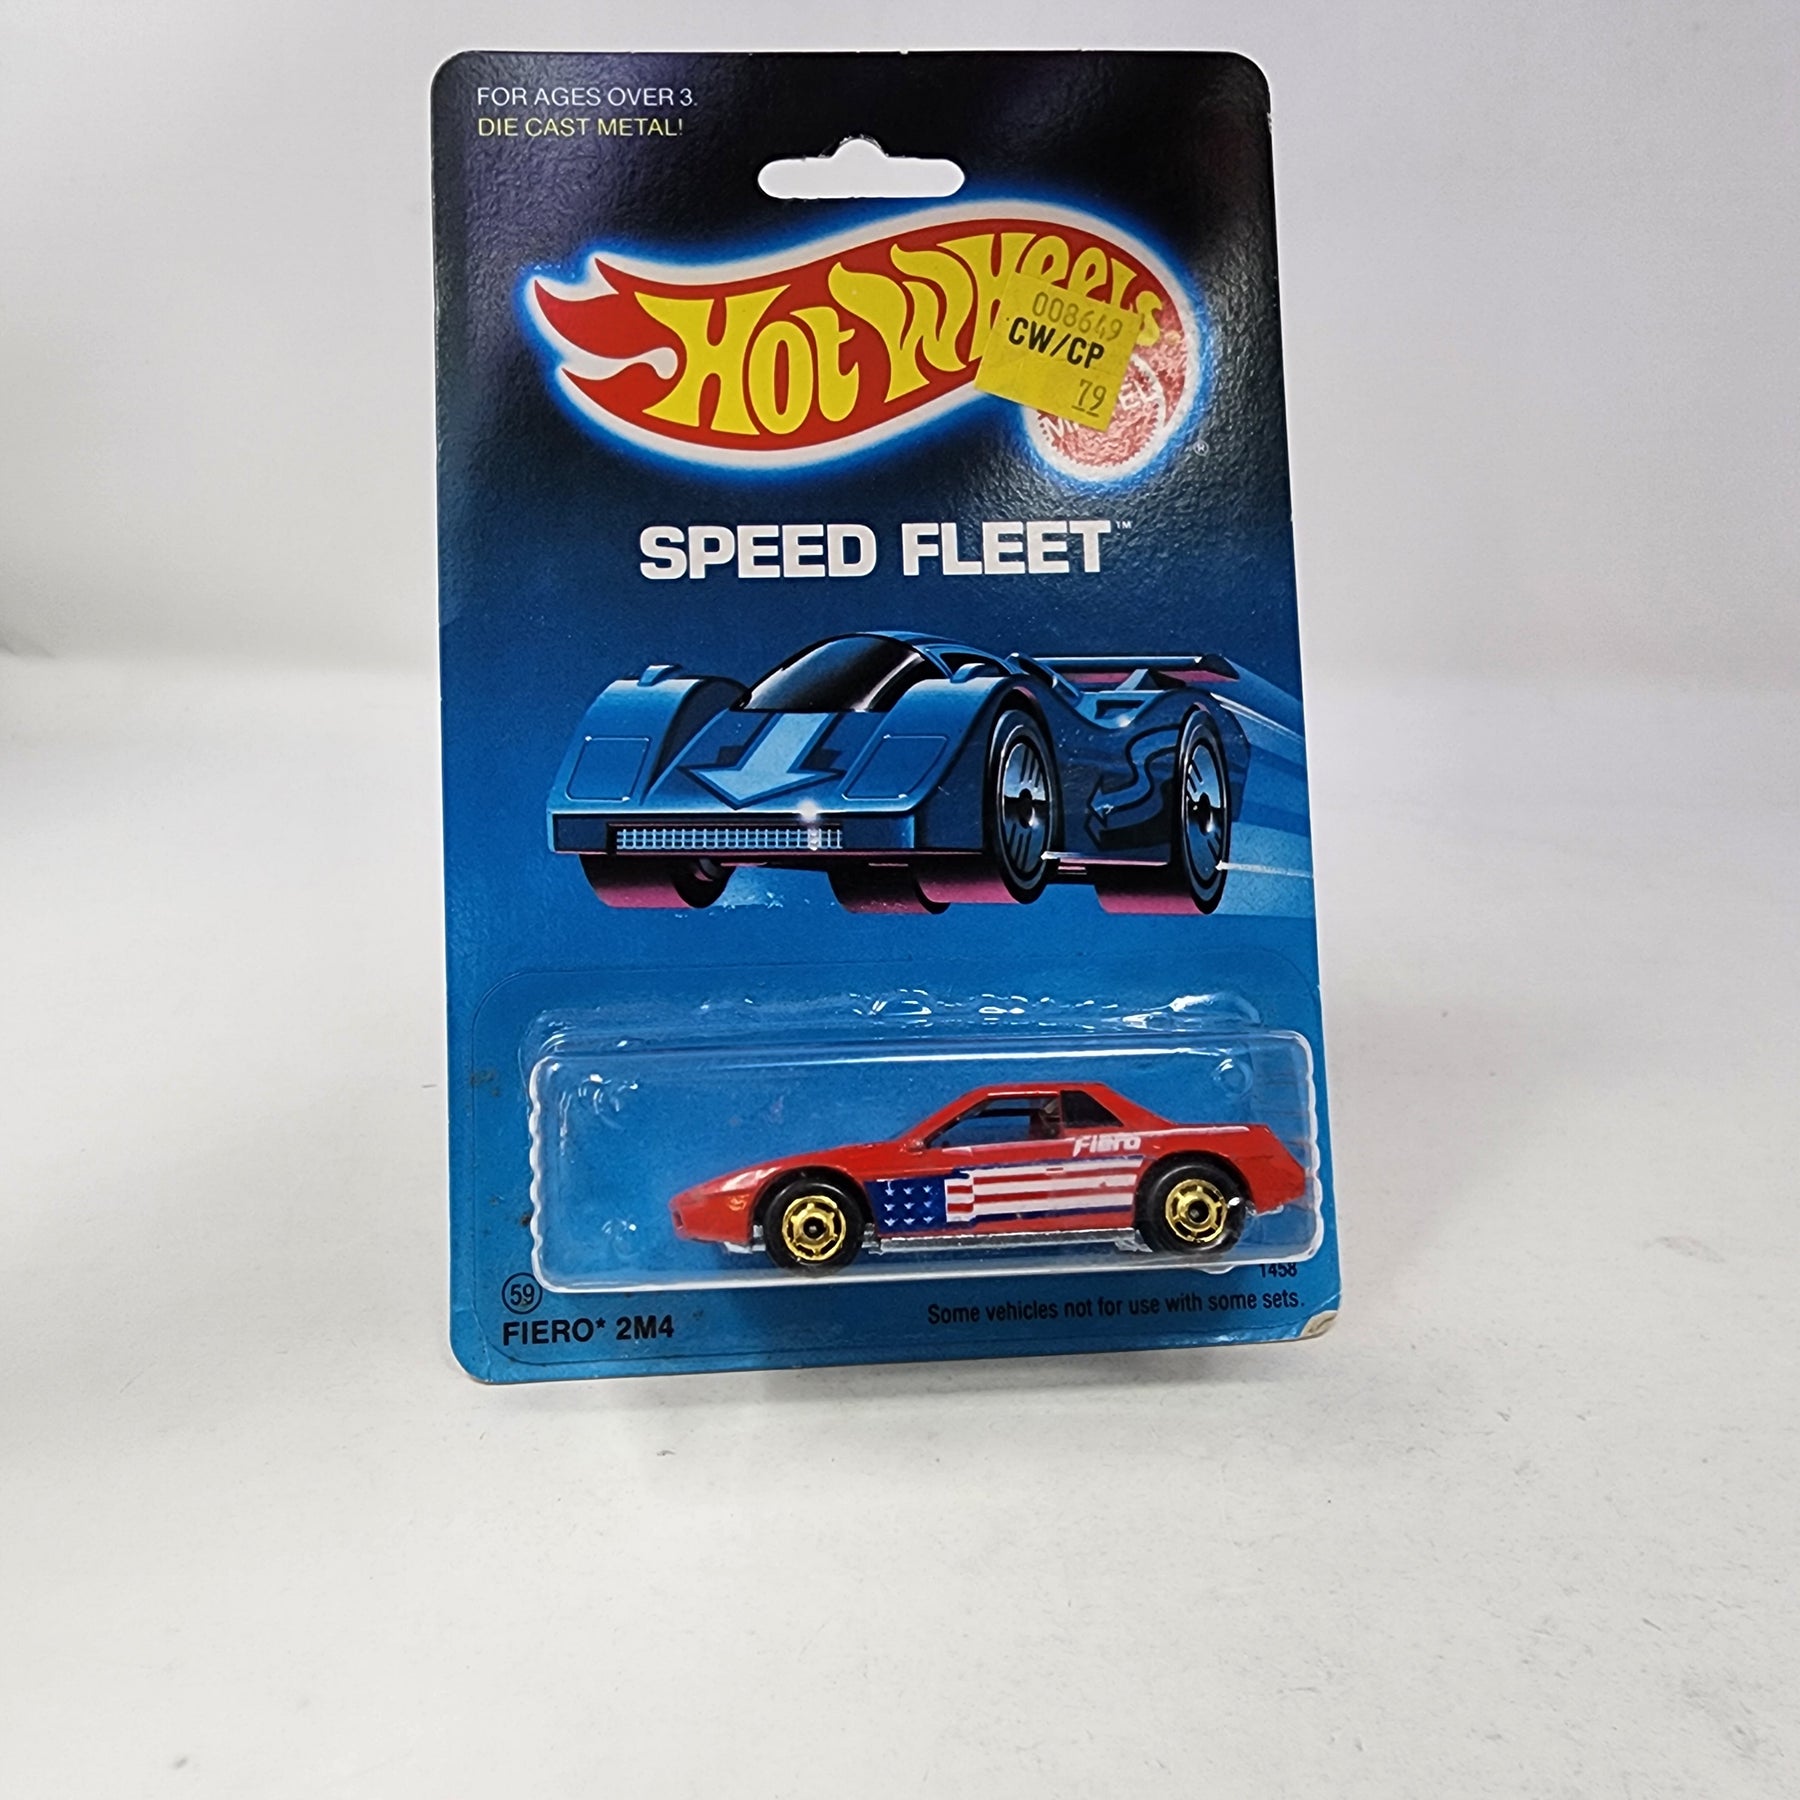 FOR AGES OVER 3.
DIE CAST METAL!
Hot Wheels
®
008649
CW/CP
79
SPEED FLEET™
Fiero
59
1458
FIERO* 2M4
Some vehicles not for use with some sets.